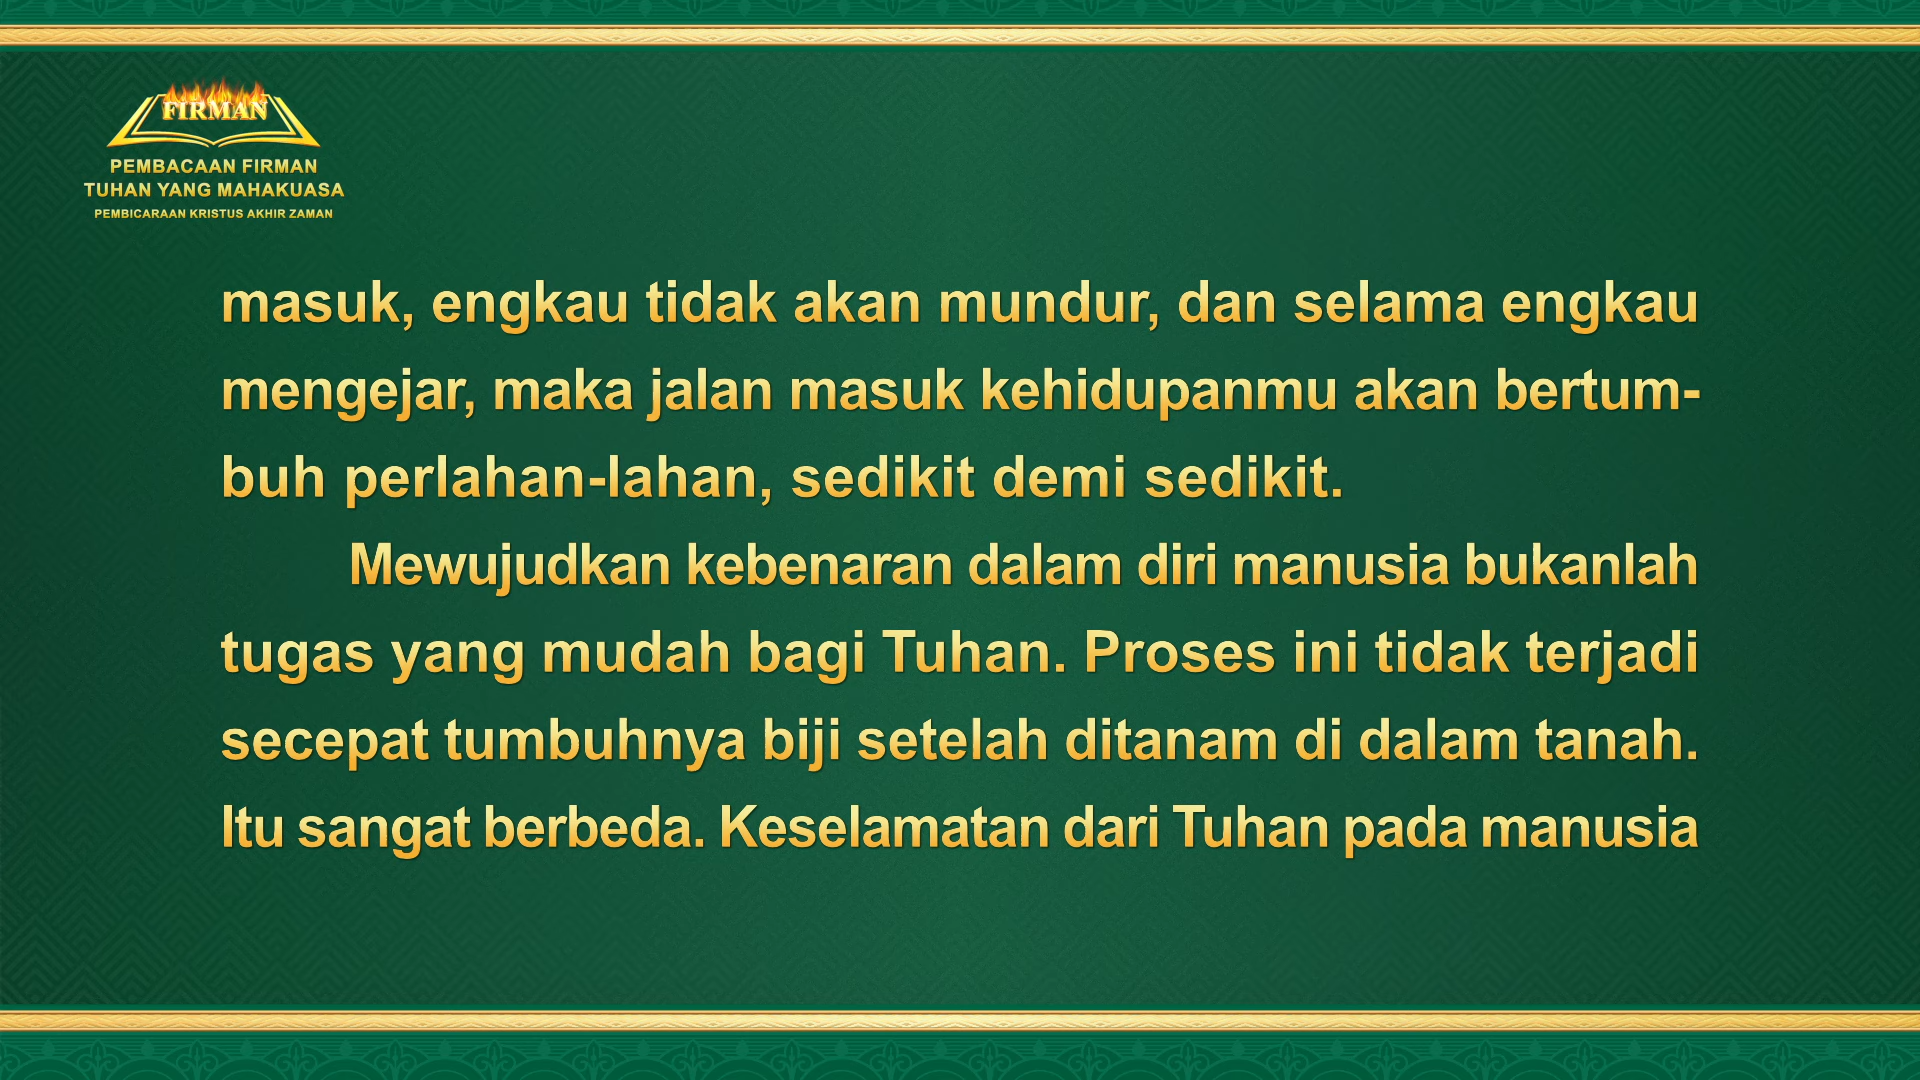 FIRMAN
PEMBACAAN FIRMAN
TUHAN YANG MAHAKUASA
PEMBICARAAN KRISTUS AKHIR ZAMAN
masuk, engkau tidak akan mundur, dan selama engkau
mengejar, maka jalan masuk kehidupanmu akan bertum-
buh perlahan-lahan, sedikit demi sedikit.
Mewujudkan kebenaran dalam diri manusia bukanlah
tugas yang mudah bagi Tuhan. Proses ini tidak terjadi
secepat tumbuhnya biji setelah ditanam di dalam tanah.
Itu sangat berbeda. Keselamatan dari Tuhan pada manusia